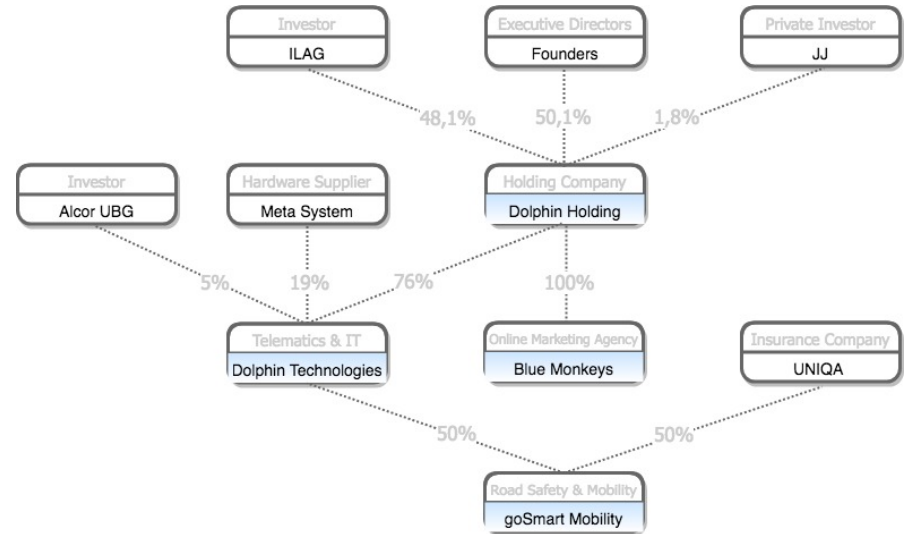 Investor
ILAG
Executive Directors
Founders
Private Investor
JJ
48,1%
50,1%
1,8%
Investor
Alcor UBG
Hardware Supplier
Meta System
Holding Company
Dolphin Holding
5%
19%
76%
100%
Telematics & IT
Dolphin Technologies
Online Marketing Agency
Blue Monkeys
Insurance Company
UNIQA
50%
50%
Road Safety & Mobility
goSmart Mobility